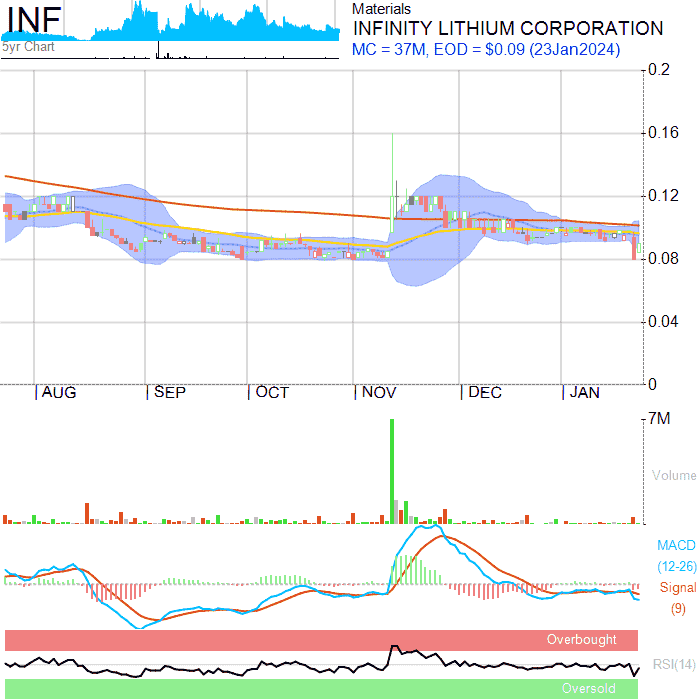 INF
5yr Chart
Materials
INFINITY LITHIUM CORPORATION
MC = 37M, EOD = $0.09 (23Jan2024)
0.2
0.16
0.12
0.08
0.04
0
AUG SEP OCT NOV DEC JAN
7M
Volume
MACD
(12-26)
Signal
(9)
Overbought
RSI(14)
Oversold